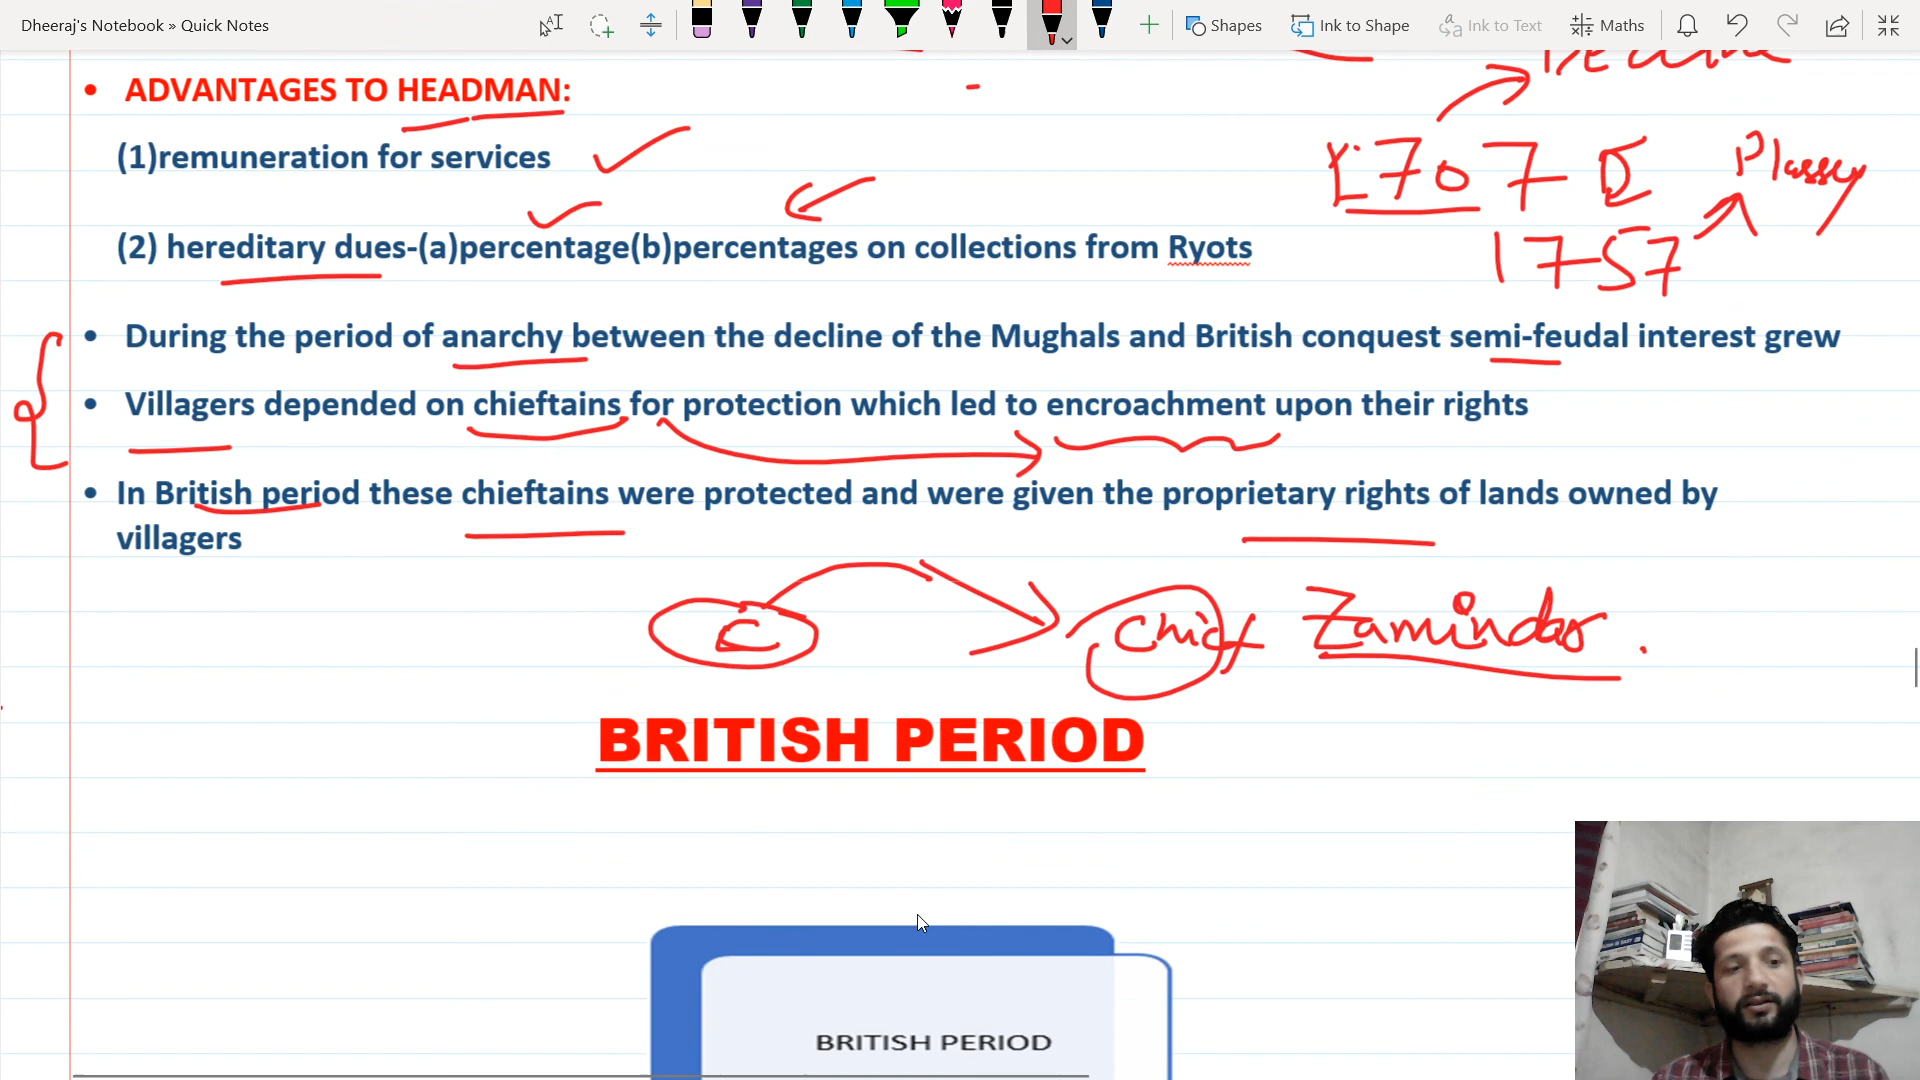 Dheeraj's Notebook » Quick Notes
Shapes
Ink to Shape
Ink to Text
Maths
• ADVANTAGES TO HEADMAN:
(1)remuneration for services
1707
Plassey
(2) hereditary dues-(a)percentage(b)percentages on collections from Ryots
1757
• During the period of anarchy between the decline of the Mughals and British conquest semi-feudal interest grew
• Villagers depended on chieftains for protection which led to encroachment upon their rights
• In British period these chieftains were protected and were given the proprietary rights of lands owned by
villagers
C
Chief Zamindar.
BRITISH PERIOD
BRITISH PERIOD